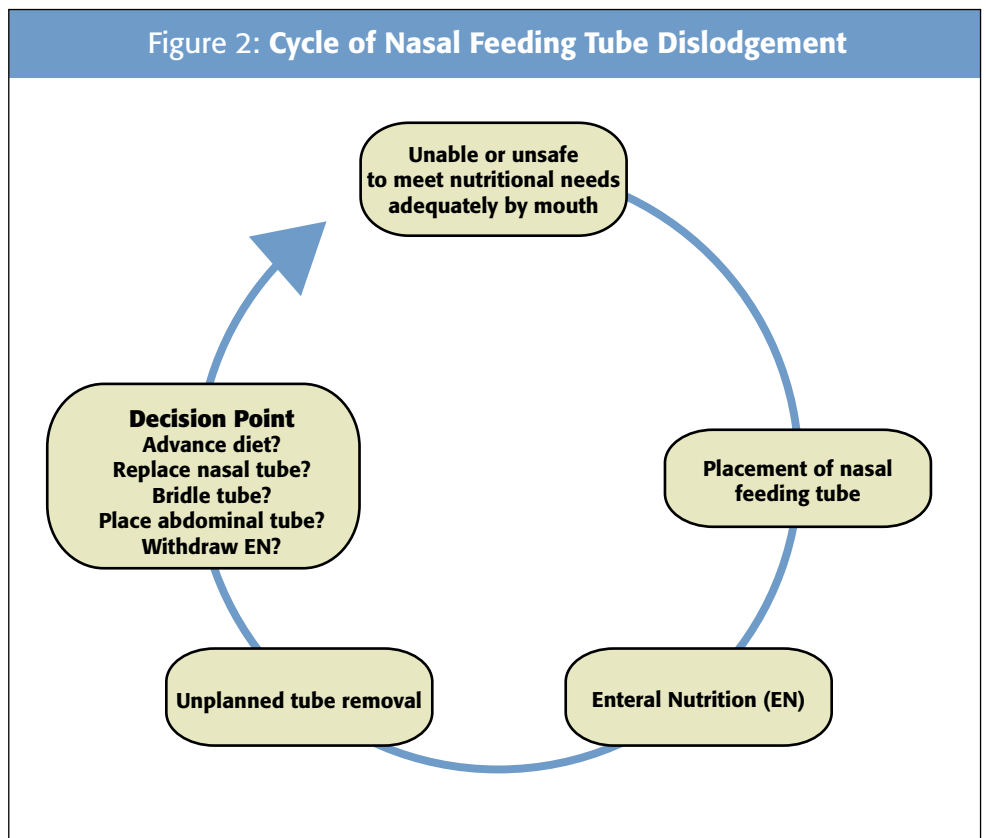 Figure 2: Cycle of Nasal Feeding Tube Dislodgement
Unable or unsafe
to meet nutritional needs
adequately by mouth
Placement of nasal
feeding tube
Enteral Nutrition (EN)
Unplanned tube removal
Decision Point
Advance diet?
Replace nasal tube?
Bridle tube?
Place abdominal tube?
Withdraw EN?